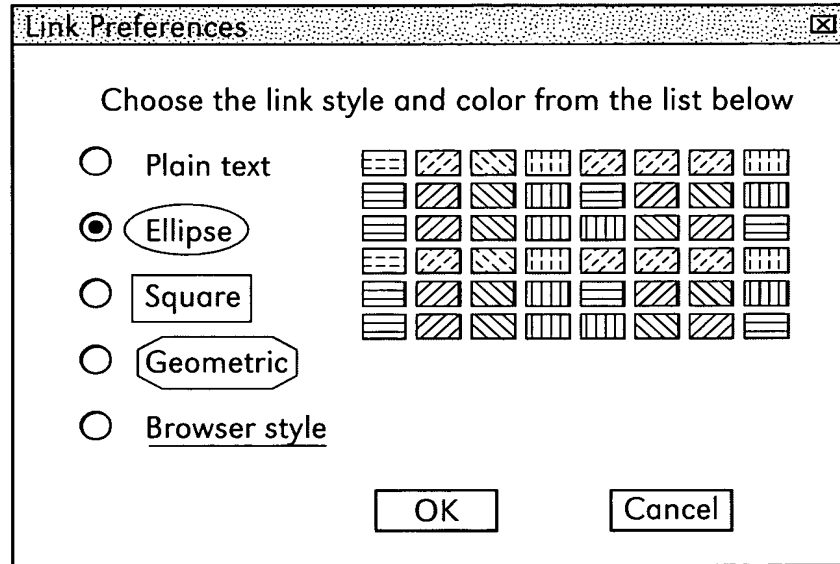 Link Preferences
Choose the link style and color from the list below
Plain text
Ellipse
Square
Geometric
Browser style
OK
Cancel